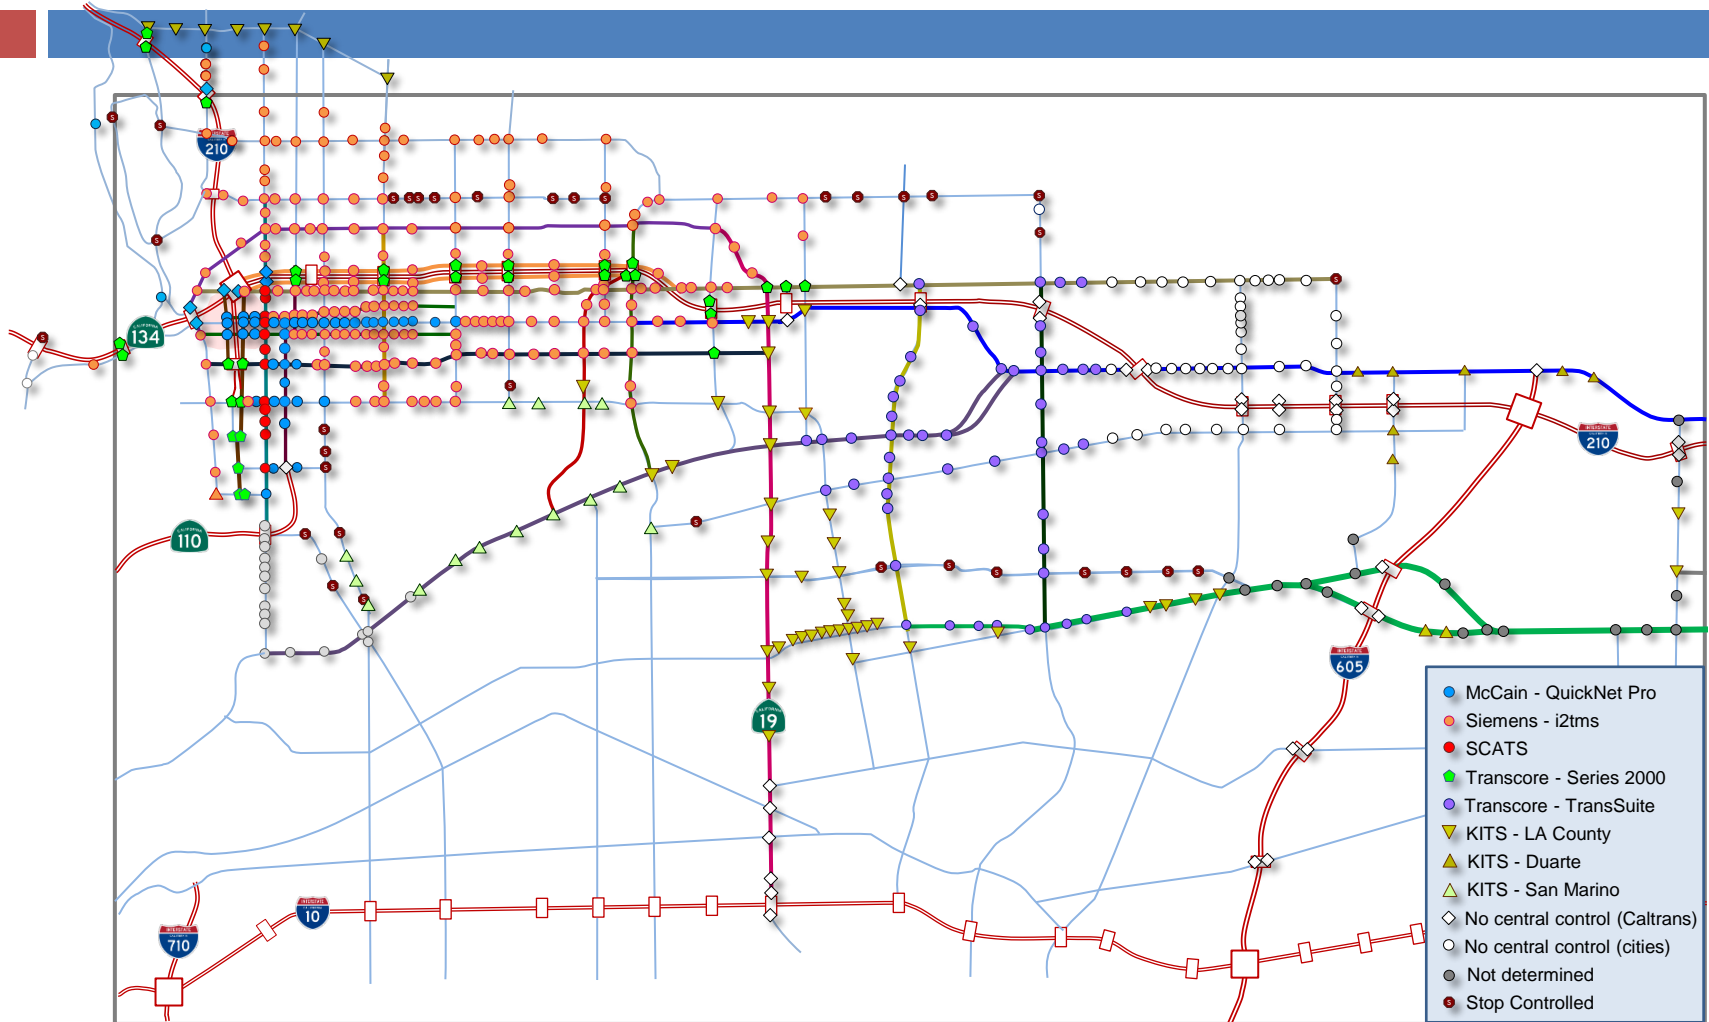 210
134
110
19
210
605
10
710
McCain - QuickNet Pro
Siemens - i2tms
SCATS
Transcore - Series 2000
Transcore - TransSuite
KITS - LA County
KITS - Duarte
KITS - San Marino
No central control (Caltrans)
No central control (cities)
Not determined
Stop Controlled